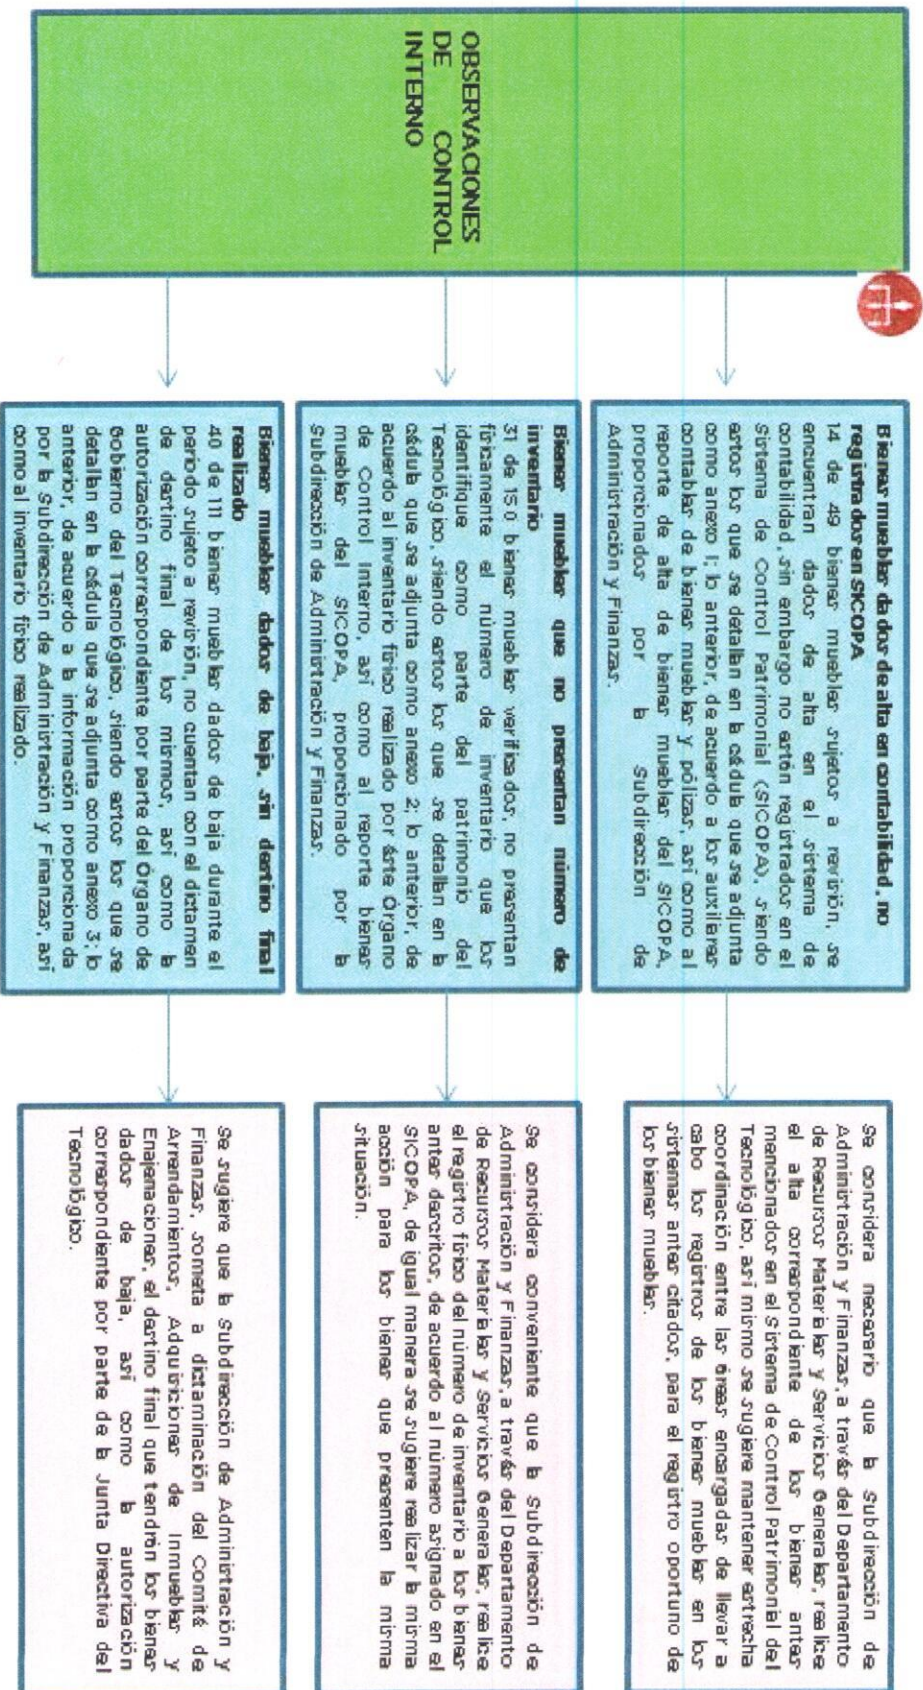 OBSERVACIONES
DE CONTROL
INTERNO
Bienes muebles dados de alta en contabilidad, no
registrados en SICOPA
14 de 49 bienes muebles sujetos a revisión, se
encuentran dados de alta en el sistema de
contabilidad, sin embargo no están registrados en el
Sistema de Control Patrimonial (SICOPA), siendo
estos los que se detallan en la cédula que se adjunta
como anexo 1; lo anterior, de acuerdo a los auxiliares
contables de bienes muebles y pólizas, así como al
reporte de alta de bienes muebles del SICOPA,
proporcionados por la Subdirección de
Administración y Finanzas.
Se considera necesario que la Subdirección de
Administración y Finanzas, a través del Departamento
de Recursos Materiales y Servicios Generales, realice
el alta correspondiente de los bienes antes
mencionados en el Sistema de Control Patrimonial del
Tecnológico, así mismo se sugiere mantener estrecha
coordinación entre las áreas encargadas de llevar a
cabo los registros de los bienes muebles en los
sistemas antes citados, para el registro oportuno de
los bienes muebles.
Bienes muebles que no presentan número de
inventario
31 de 150 bienes muebles verificados, no presentan
físicamente el número de inventario que los
identifique como parte del patrimonio del
Tecnológico, siendo estos los que se detallan en la
cédula que se adjunta como anexo 2; lo anterior, de
acuerdo al inventario físico realizado por éste Órgano
de Control Interno, así como al reporte bienes
muebles del SICOPA, proporcionado por la
Subdirección de Administración y Finanzas.
Se considera conveniente que la Subdirección de
Administración y Finanzas, a través del Departamento
de Recursos Materiales y Servicios Generales, realice
el registro físico del número de inventario a los bienes
antes descritos, de acuerdo al número asignado en el
SICOPA, de igual manera se sugiere realizar la misma
acción para los bienes que presenten la misma
situación.
Bienes muebles dados de baja, sin destino final
realizado
40 de 111 bienes muebles dados de baja durante el
periodo sujeto a revisión, no cuentan con el dictamen
de destino final de los mismos, así como la
autorización correspondiente por parte del Órgano de
Gobierno del Tecnológico, siendo estos los que se
detallan en la cédula que se adjunta como anexo 3; lo
anterior, de acuerdo a la información proporcionada
por la Subdirección de Administración y Finanzas, así
como al inventario físico realizado.
Se sugiere que la Subdirección de Administración y
Finanzas, someta a dictaminación del Comité de
Arrendamientos, Adquisiciones de Inmuebles y
Enajenaciones, el destino final que tendrán los bienes
dados de baja, así como la autorización
correspondiente por parte de la Junta Directiva del
Tecnológico.